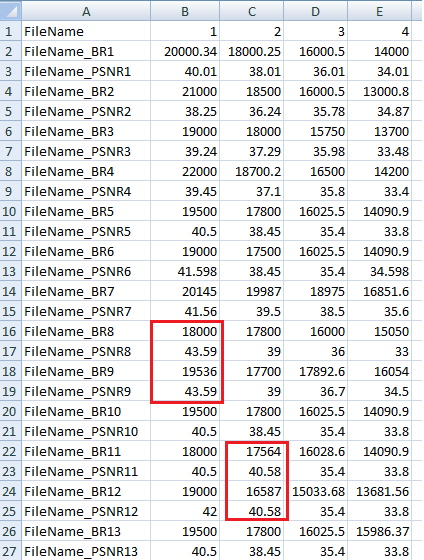 A B C D E
1 FileName 1 2 3 4
2 FileName_BR1 20000.34 18000.25 16000.5 14000
3 FileName_PSNR1 40.01 38.01 36.01 34.01
4 FileName_BR2 21000 18500 16000.5 13000.8
5 FileName_PSNR2 38.25 36.24 35.78 34.87
6 FileName_BR3 19000 18000 15750 13700
7 FileName_PSNR3 39.24 37.29 35.98 33.48
8 FileName_BR4 22000 18700.2 16500 14200
9 FileName_PSNR4 39.45 37.1 35.8 33.4
10 FileName_BR5 19500 17800 16025.5 14090.9
11 FileName_PSNR5 40.5 38.45 35.4 33.8
12 FileName_BR6 19000 17500 16025.5 14090.9
13 FileName_PSNR6 41.598 38.45 35.4 34.598
14 FileName_BR7 20145 19987 18975 16851.6
15 FileName_PSNR7 41.56 39.5 38.5 35.6
16 FileName_BR8 18000 17800 16000 15050
17 FileName_PSNR8 43.59 39 36 33
18 FileName_BR9 19536 17700 17892.6 16054
19 FileName_PSNR9 43.59 39 36.7 34.5
20 FileName_BR10 19500 17800 16025.5 14090.9
21 FileName_PSNR10 40.5 38.45 35.4 33.8
22 FileName_BR11 18000 17564 16028.6 14090.9
23 FileName_PSNR11 40.5 40.58 35.4 33.8
24 FileName_BR12 19000 16587 15033.68 13681.56
25 FileName_PSNR12 42 40.58 35.4 33.8
26 FileName_BR13 19500 17800 16025.5 15986.37
27 FileName_PSNR13 40.5 38.45 35.4 33.8